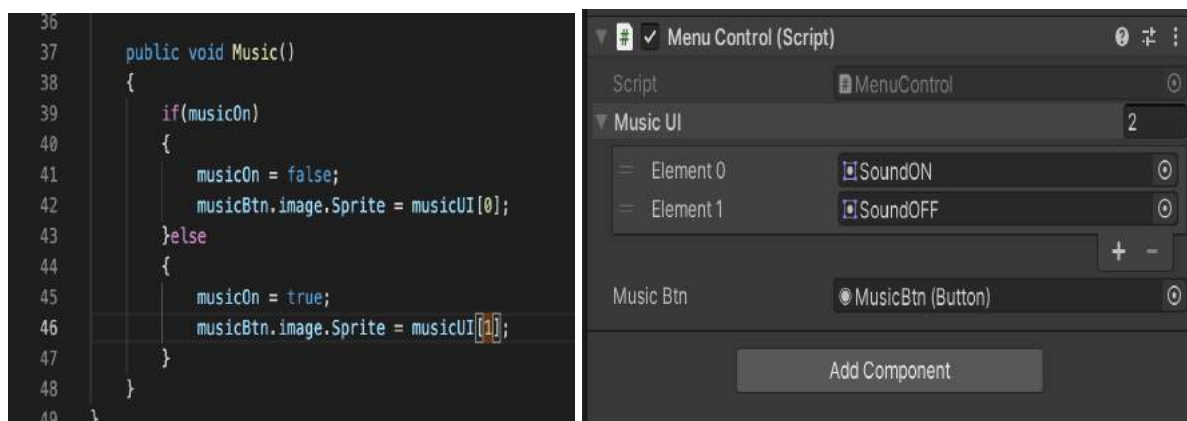 36
37 public void Music()
38 {
39 if(musicOn)
40 {
41 musicOn = false;
42 musicBtn.image.Sprite = musicUI[0];
43 }else
44 {
45 musicOn = true;
46 musicBtn.image.Sprite = musicUI[1];
47 }
48 }
49 }
# Menu Control (Script)
Script # MenuControl
Music UI 2
Element 0 SoundON
Element 1 SoundOFF
+ -
Music Btn MusicBtn (Button)
Add Component